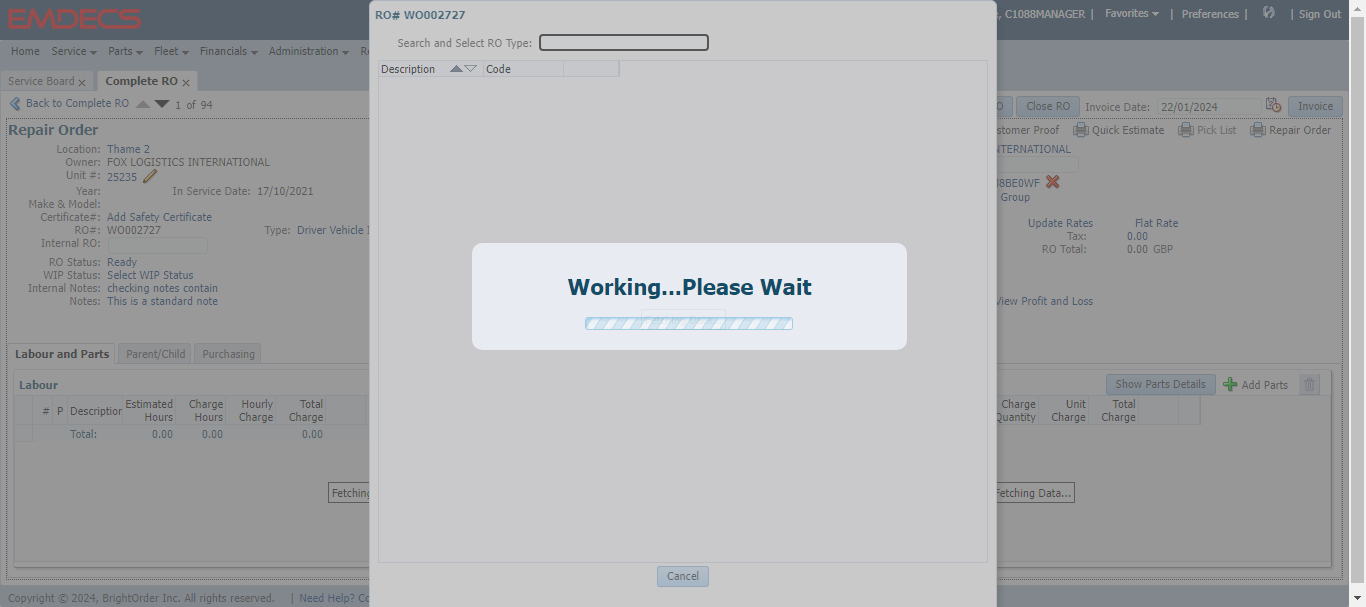 EMDECS
, C1088MANAGER | Favorites | Preferences | | Sign Out
Home Service Parts Fleet Financials Administration
Service Board x Complete RO x
Back to Complete RO 1 of 94
Close RO Invoice Date: 22/01/2024 Invoice
Proof Quick Estimate Pick List Repair Order
Repair Order
Location: Thame 2
Owner: FOX LOGISTICS INTERNATIONAL
Unit #: 25235
Year: In Service Date: 17/10/2021
Make & Model:
Certificate#: Add Safety Certificate
RO#: WO002727 Type: Driver Vehicle
Internal RO:
RO Status: Ready
WIP Status: Select WIP Status
Internal Notes: checking notes contain
Notes: This is a standard note
Group
Update Rates Flat Rate
Tax: 0.00
RO Total: 0.00 GBP
View Profit and Loss
RO# WO002727
Search and Select RO Type:
Description Code
Working...Please Wait
Cancel
Labour and Parts Parent/Child Purchasing
Labour
# P Description Estimated Hours Charge Hours Hourly Charge Total Charge
Total: 0.00 0.00 0.00
Show Parts Details Add Parts
Charge Quantity Unit Charge Total Charge
Fetching
Fetching Data...
Copyright © 2024, BrightOrder Inc. All rights reserved. | Need Help?